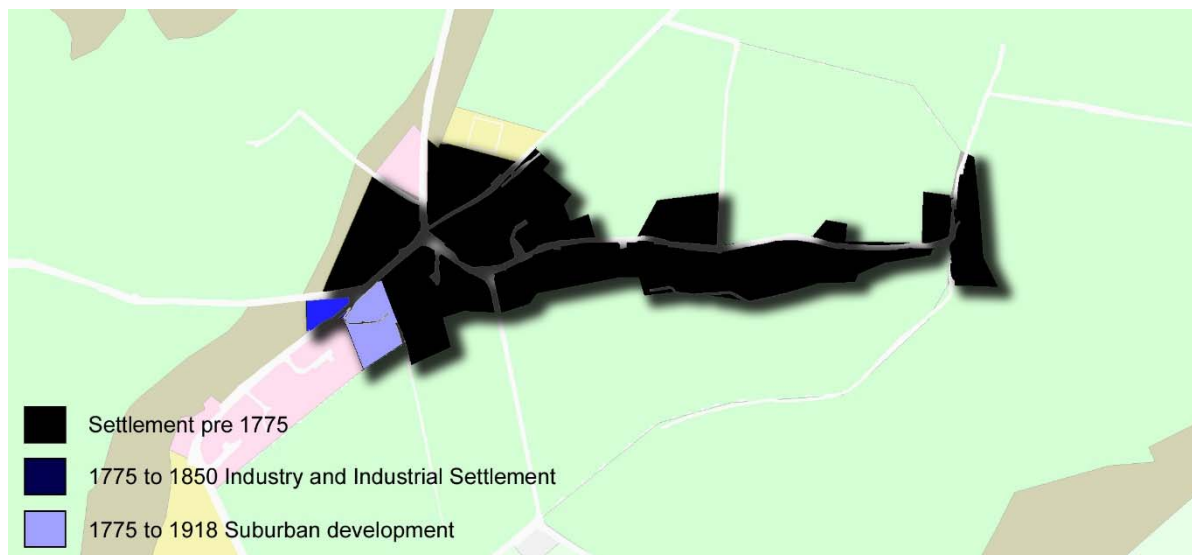 Settlement pre 1775
1775 to 1850 Industry and Industrial Settlement
1775 to 1918 Suburban development